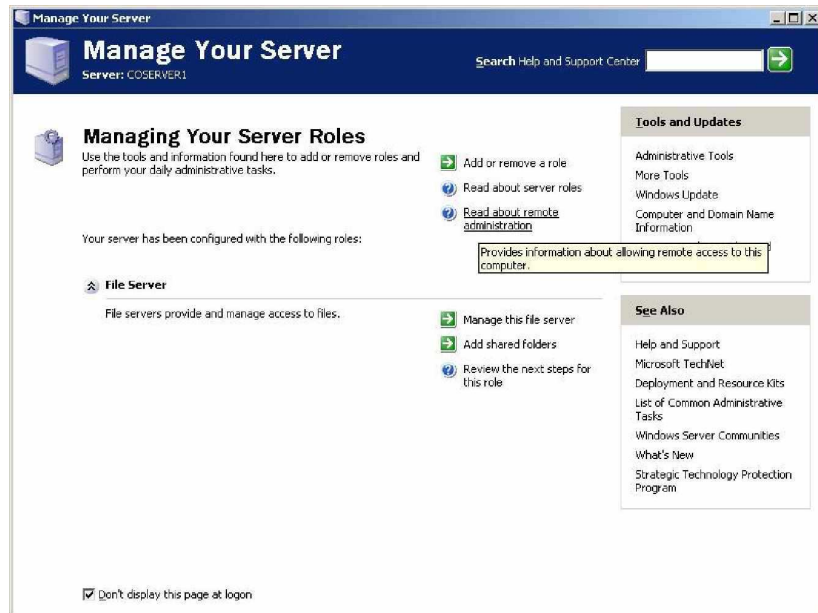 Manage Your Server
Manage Your Server
Server: COSERVER1
Search Help and Support Center
Managing Your Server Roles
Use the tools and information found here to add or remove roles and
perform your daily administrative tasks.
Your server has been configured with the following roles:
Add or remove a role
Read about server roles
Read about remote
administration
Provides information about allowing remote access to this
computer.
File Server
File servers provide and manage access to files.
Manage this file server
Add shared folders
Review the next steps for
this role
Tools and Updates
Administrative Tools
More Tools
Windows Update
Computer and Domain Name
Information
See Also
Help and Support
Microsoft TechNet
Deployment and Resource Kits
List of Common Administrative
Tasks
Windows Server Communities
What's New
Strategic Technology Protection
Program
Don't display this page at logon